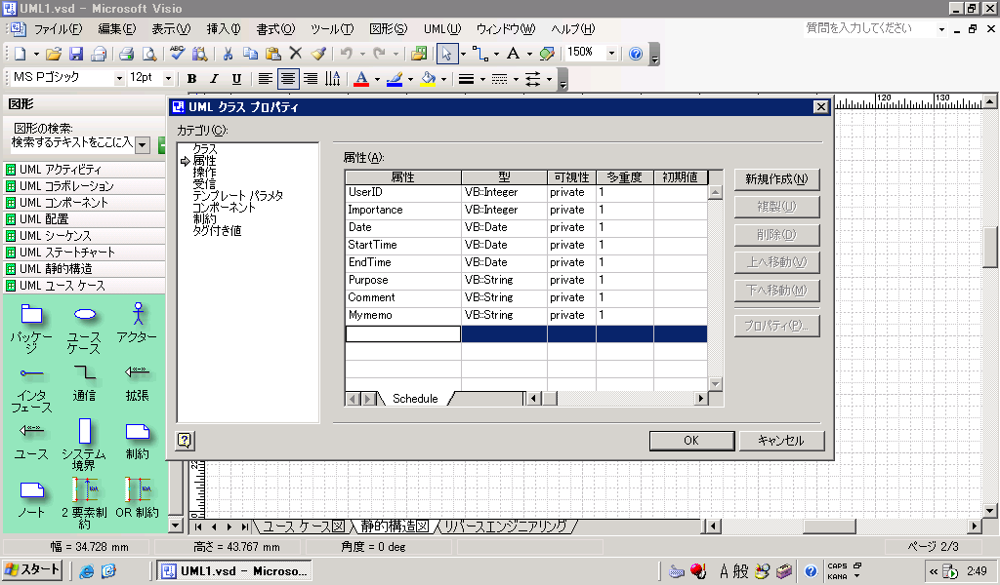 UML1.vsd - Microsoft Visio
ファイル(F) 編集(E) 表示(V) 挿入(I) 書式(O) ツール(T) 図形(S) UML(U) ウィンドウ(W) ヘルプ(H) 質問を入力してください
150%
MS Pゴシック 12pt B I U
図形
図形の検索:
検索するテキストをここに入
UML アクティビティ
UML コラボレーション
UML コンポーネント
UML 配置
UML シーケンス
UML ステートチャート
UML 静的構造
UML ユース ケース
パッケージ
ユース ケース
アクター
インタフェース
通信
拡張
ユース
システム境界
制約
ノート
2 要素制約
OR 制約
120 130
UML クラス プロパティ
カテゴリ(C):
クラス
属性
操作
受信
テンプレート パラメタ
コンポーネント
制約
タグ付き値
属性(A):
属性 型 可視性 多重度 初期値
UserID VB::Integer private 1
Importance VB::Integer private 1
Date VB::Date private 1
StartTime VB::Date private 1
EndTime VB::Date private 1
Purpose VB::String private 1
Comment VB::String private 1
Mymemo VB::String private 1
Schedule
新規作成(N)
複製(U)
削除(D)
上へ移動(V)
下へ移動(M)
プロパティ(P)...
OK キャンセル
ユース ケース図 静的構造図 リバースエンジニアリング
幅 = 34.728 mm 高さ = 43.767 mm 角度 = 0 deg ページ 2/3
スタート UML1.vsd - Microso... A 般 CAPS KANA « 2:49